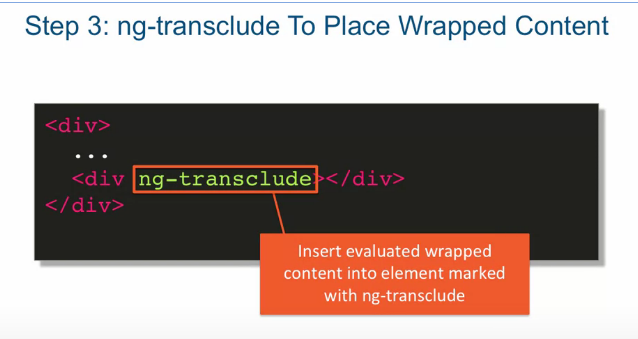 Step 3: ng-transclude To Place Wrapped Content
<div>
...
<div ng-transclude></div>
</div>
Insert evaluated wrapped
content into element marked
with ng-transclude